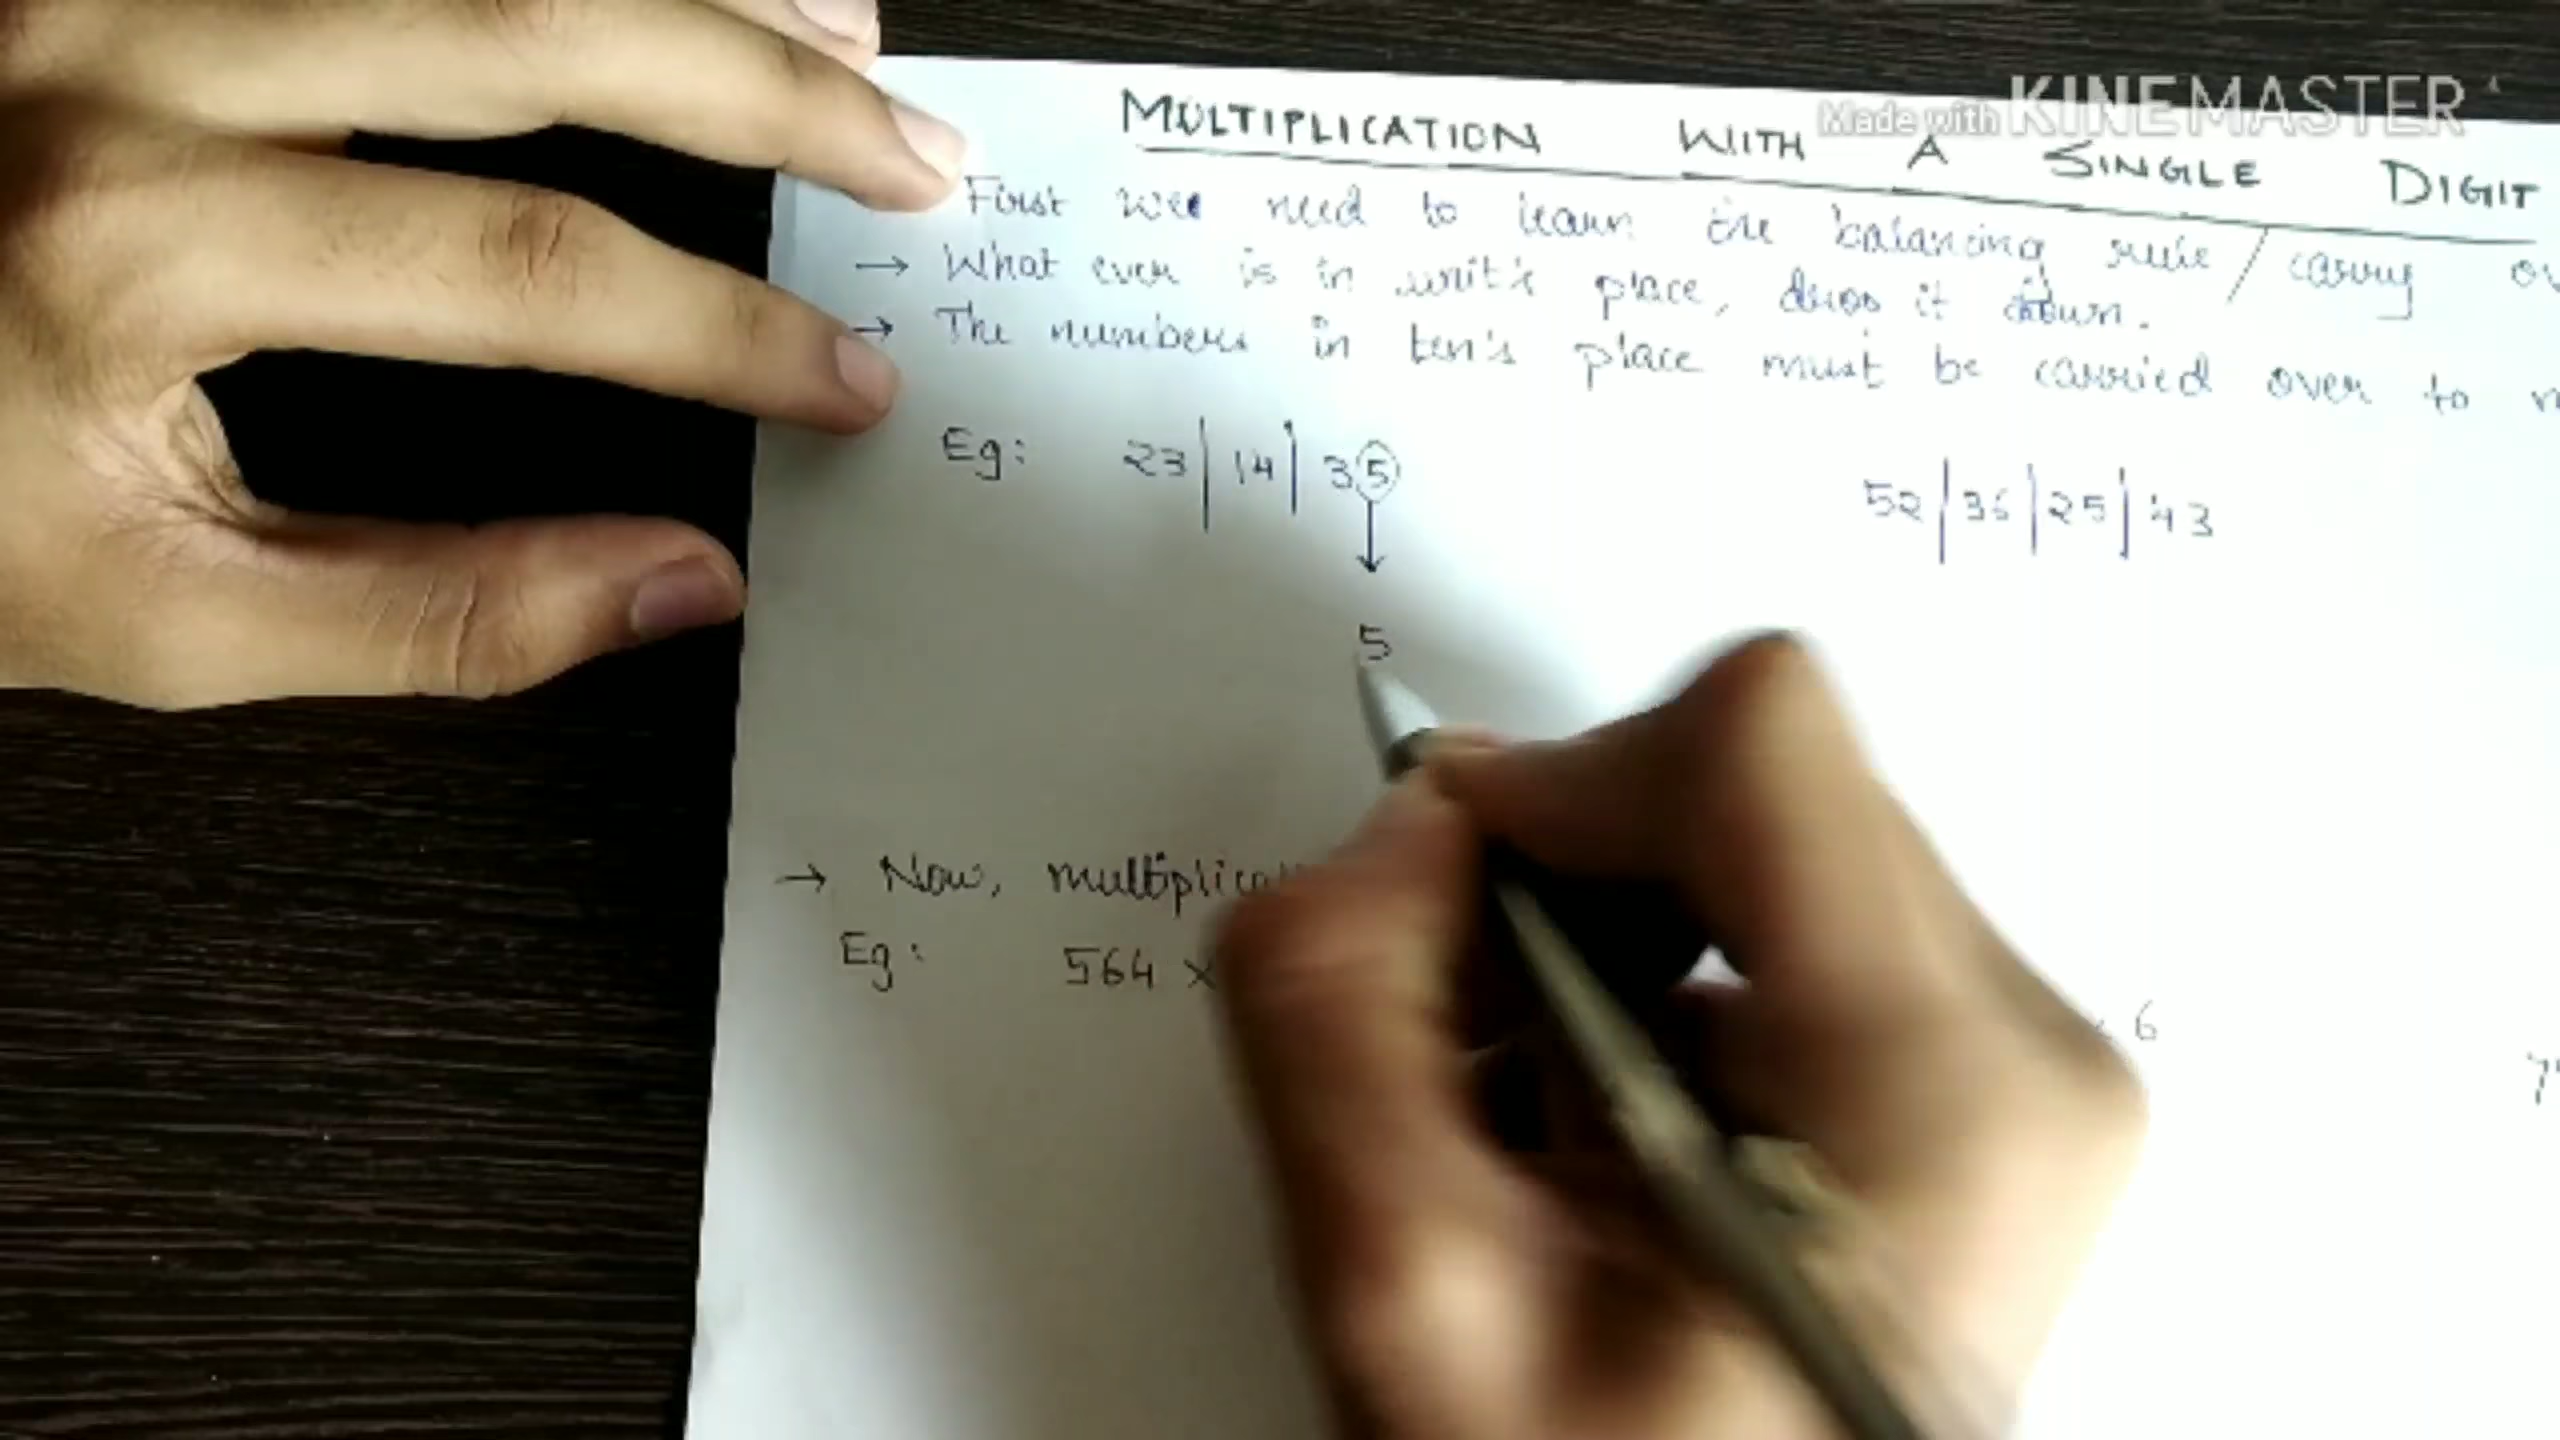 Made with KINEMASTER
MULTIPLICATION WITH A SINGLE DIGIT
First we need to learn the balancing rule / carry
→ What ever is in unit's place, drop it down.
→ The numbers in ten's place must be carried over to
Eg: 23 | 14 | 35
52 | 36 | 25 | 43
5
→ Now,
Eg: 564 ×
6